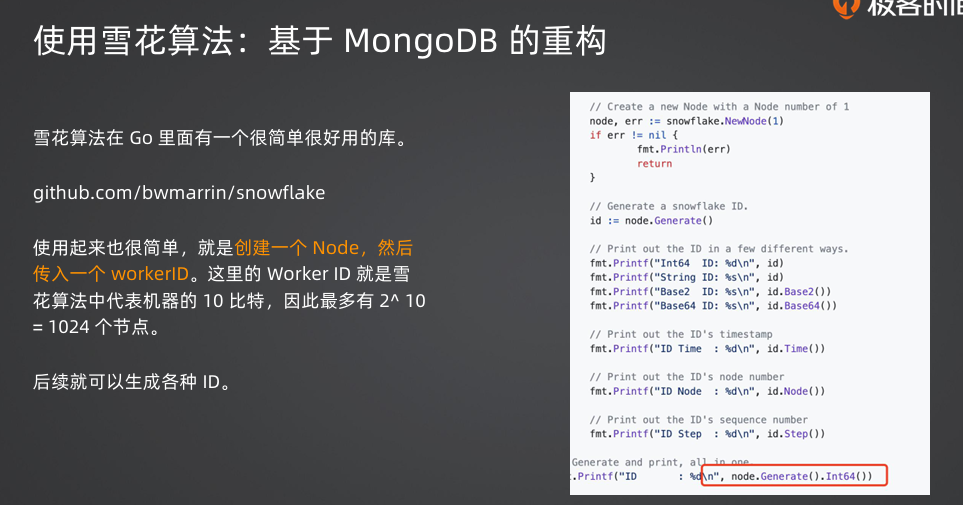 极客时间
使用雪花算法：基于 MongoDB 的重构
雪花算法在 Go 里面有一个很简单很好用的库。
github.com/bwmarrin/snowflake
使用起来也很简单，就是创建一个 Node，然后
传入一个 workerID。这里的 Worker ID 就是雪
花算法中代表机器的 10 比特，因此最多有 2^ 10
= 1024 个节点。
后续就可以生成各种 ID。
// Create a new Node with a Node number of 1
node, err := snowflake.NewNode(1)
if err != nil {
fmt.Println(err)
return
}
// Generate a snowflake ID.
id := node.Generate()
// Print out the ID in a few different ways.
fmt.Printf("Int64  ID: %d\n", id)
fmt.Printf("String ID: %s\n", id)
fmt.Printf("Base2  ID: %s\n", id.Base2())
fmt.Printf("Base64 ID: %s\n", id.Base64())
// Print out the ID's timestamp
fmt.Printf("ID Time  : %d\n", id.Time())
// Print out the ID's node number
fmt.Printf("ID Node  : %d\n", id.Node())
// Print out the ID's sequence number
fmt.Printf("ID Step  : %d\n", id.Step())
Generate and print, all in one.
.Printf("ID       : %d\n", node.Generate().Int64())